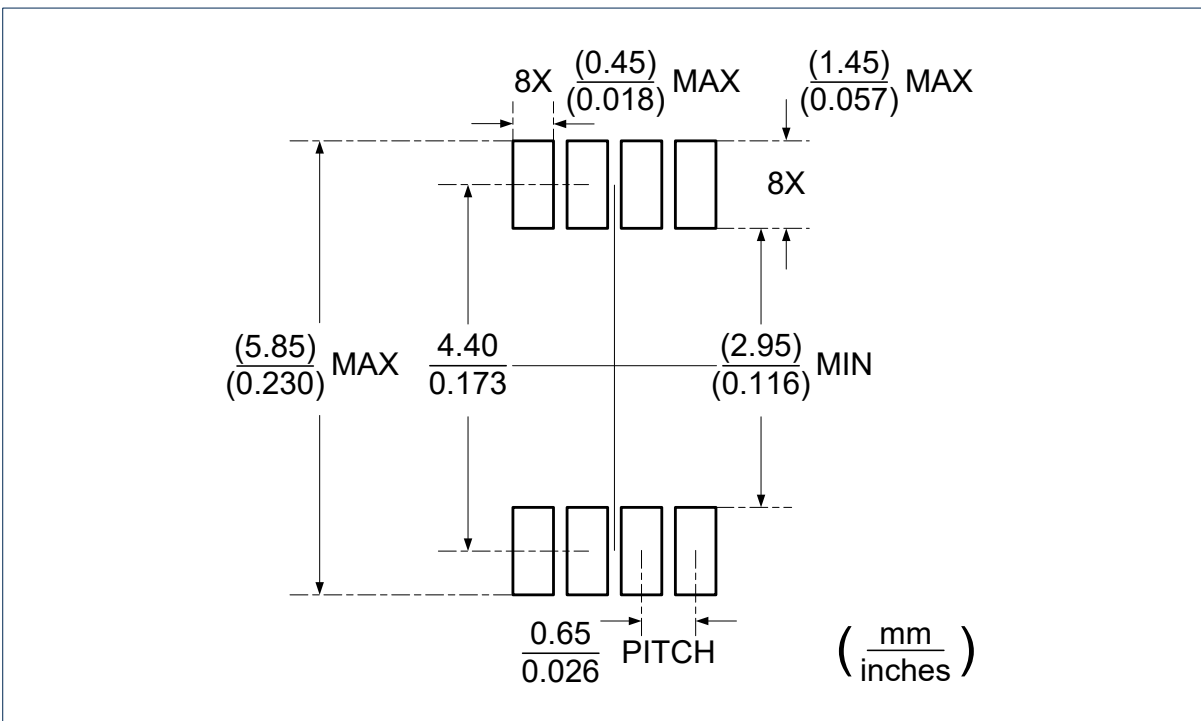 8X (0.45) MAX
(0.018)
(1.45) MAX
(0.057)
8X
(5.85) MAX
(0.230)
4.40
0.173
(2.95) MIN
(0.116)
0.65 PITCH
0.026
( mm
inches )